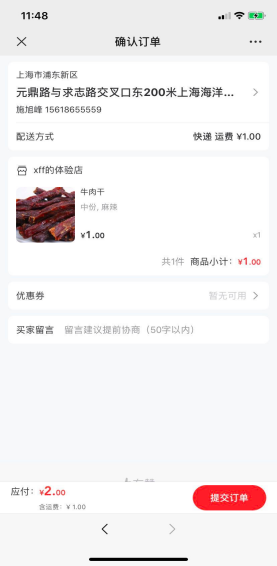 11:48
确认订单
上海市浦东新区
元鼎路与求志路交叉口东200米上海海洋...
施旭峰 15618655559
配送方式 快递 运费 ¥1.00
xff的体验店
牛肉干
中份, 麻辣
¥1.00 x1
共1件 商品小计: ¥1.00
优惠券 暂无可用
买家留言 留言建议提前协商（50字以内）
应付: ¥2.00
含运费: ¥ 1.00
提交订单